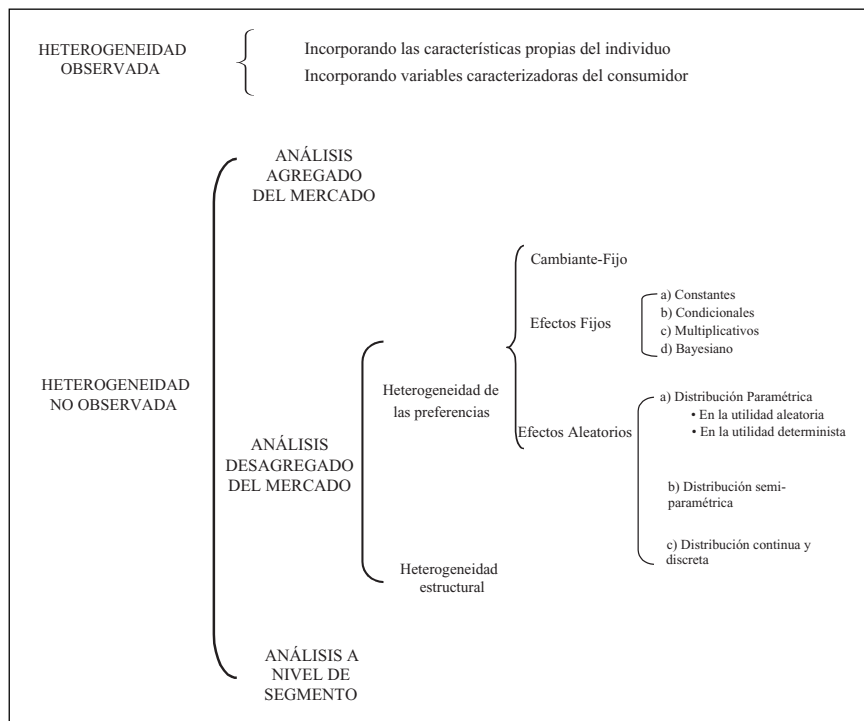 HETEROGENEIDAD
OBSERVADA
Incorporando las características propias del individuo
Incorporando variables caracterizadoras del consumidor
HETEROGENEIDAD
NO OBSERVADA
ANÁLISIS
AGREGADO
DEL MERCADO
ANÁLISIS
DESAGREGADO
DEL MERCADO
Heterogeneidad de
las preferencias
Cambiante-Fijo
Efectos Fijos
a) Constantes
b) Condicionales
c) Multiplicativos
d) Bayesiano
Efectos Aleatorios
a) Distribución Paramétrica
• En la utilidad aleatoria
• En la utilidad determinista
b) Distribución semi-
paramétrica
c) Distribución continua y
discreta
Heterogeneidad
estructural
ANÁLISIS A
NIVEL DE
SEGMENTO